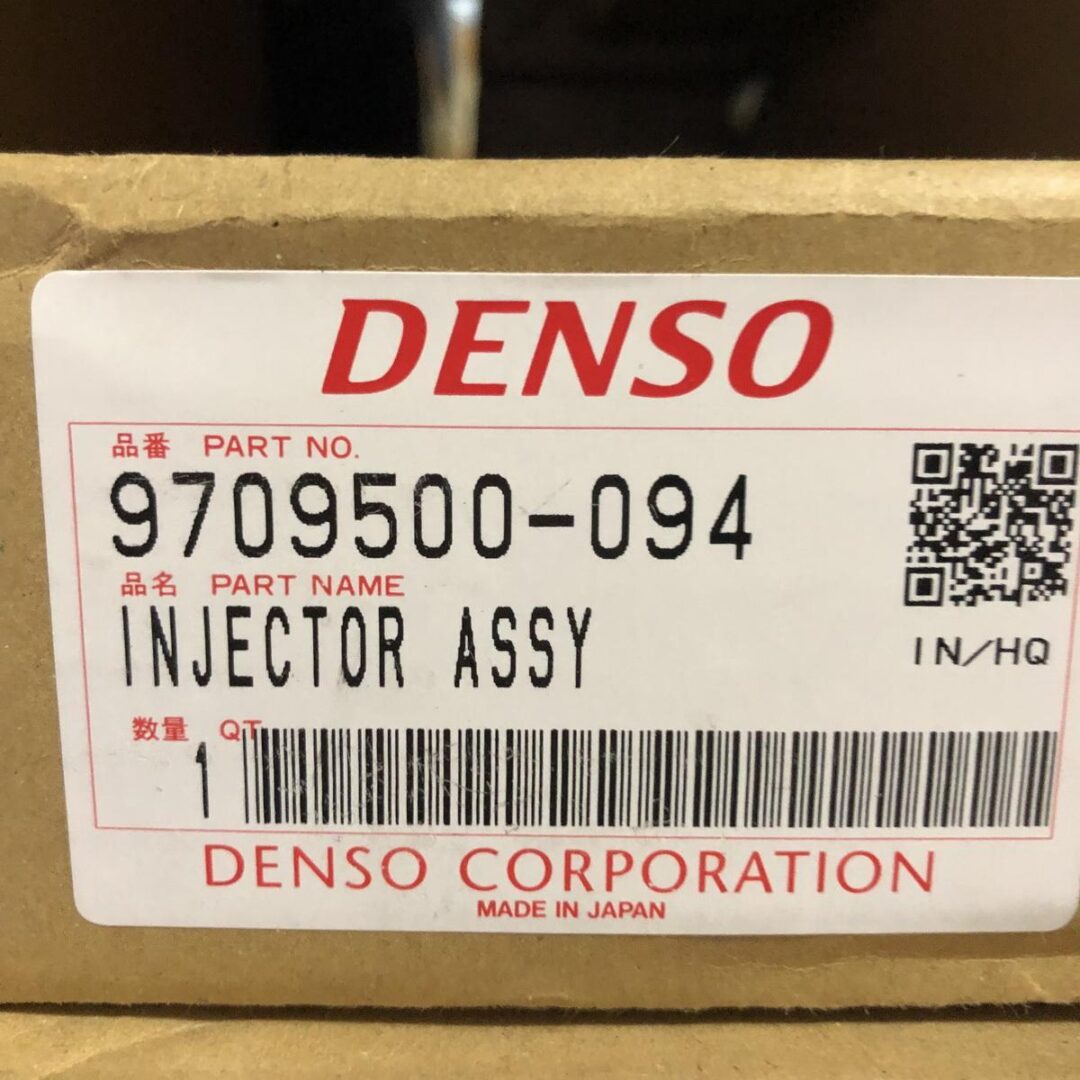 DENSO
品番 PART NO.
9709500-094
品名 PART NAME
INJECTOR ASSY
IN/HQ
数量 QT
1
DENSO CORPORATION
MADE IN JAPAN